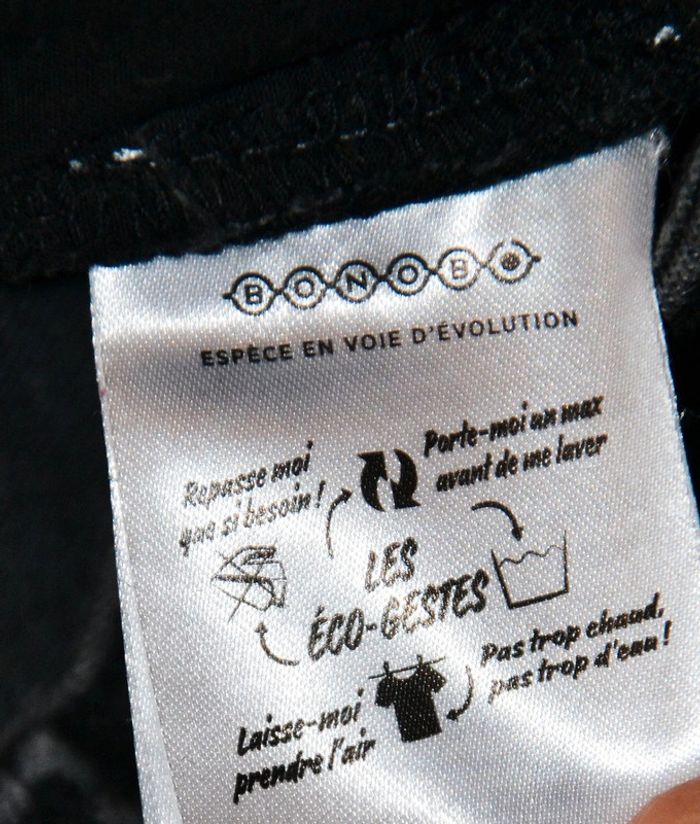 BONOBO
ESPÈCE EN VOIE D'ÉVOLUTION
Porte-moi un max
avant de me laver
Repasse moi
que si besoin !
LES
ÉCO-GESTES
Pas trop chaud,
pas trop d'eau !
Laisse-moi
prendre l'air